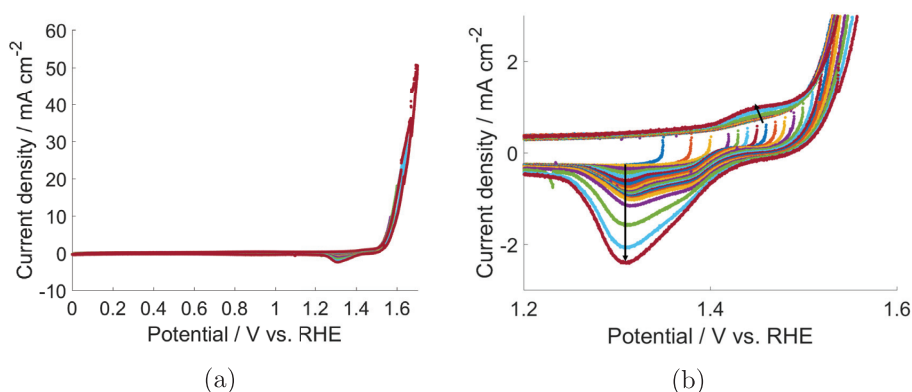 60
50
40
30
20
10
0
-10
Current density / mA cm⁻²
0 0.2 0.4 0.6 0.8 1 1.2 1.4 1.6
Potential / V vs. RHE
(a)
2
0
-2
Current density / mA cm⁻²
1.2 1.4 1.6
Potential / V vs. RHE
(b)